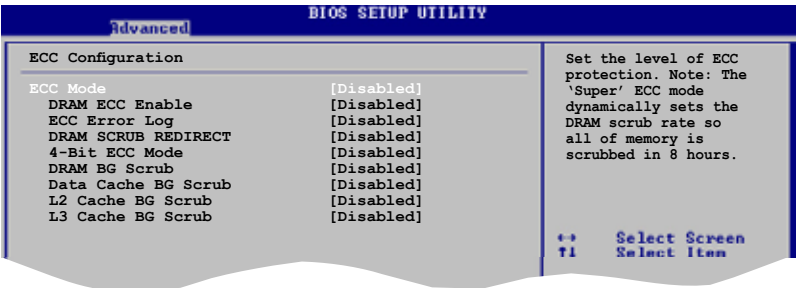 BIOS SETUP UTILITY
Advanced
ECC Configuration
ECC Mode [Disabled]
DRAM ECC Enable [Disabled]
ECC Error Log [Disabled]
DRAM SCRUB REDIRECT [Disabled]
4-Bit ECC Mode [Disabled]
DRAM BG Scrub [Disabled]
Data Cache BG Scrub [Disabled]
L2 Cache BG Scrub [Disabled]
L3 Cache BG Scrub [Disabled]
Set the level of ECC
protection. Note: The
‘Super’ ECC mode
dynamically sets the
DRAM scrub rate so
all of memory is
scrubbed in 8 hours.
↔ Select Screen
↑↓ Select Item